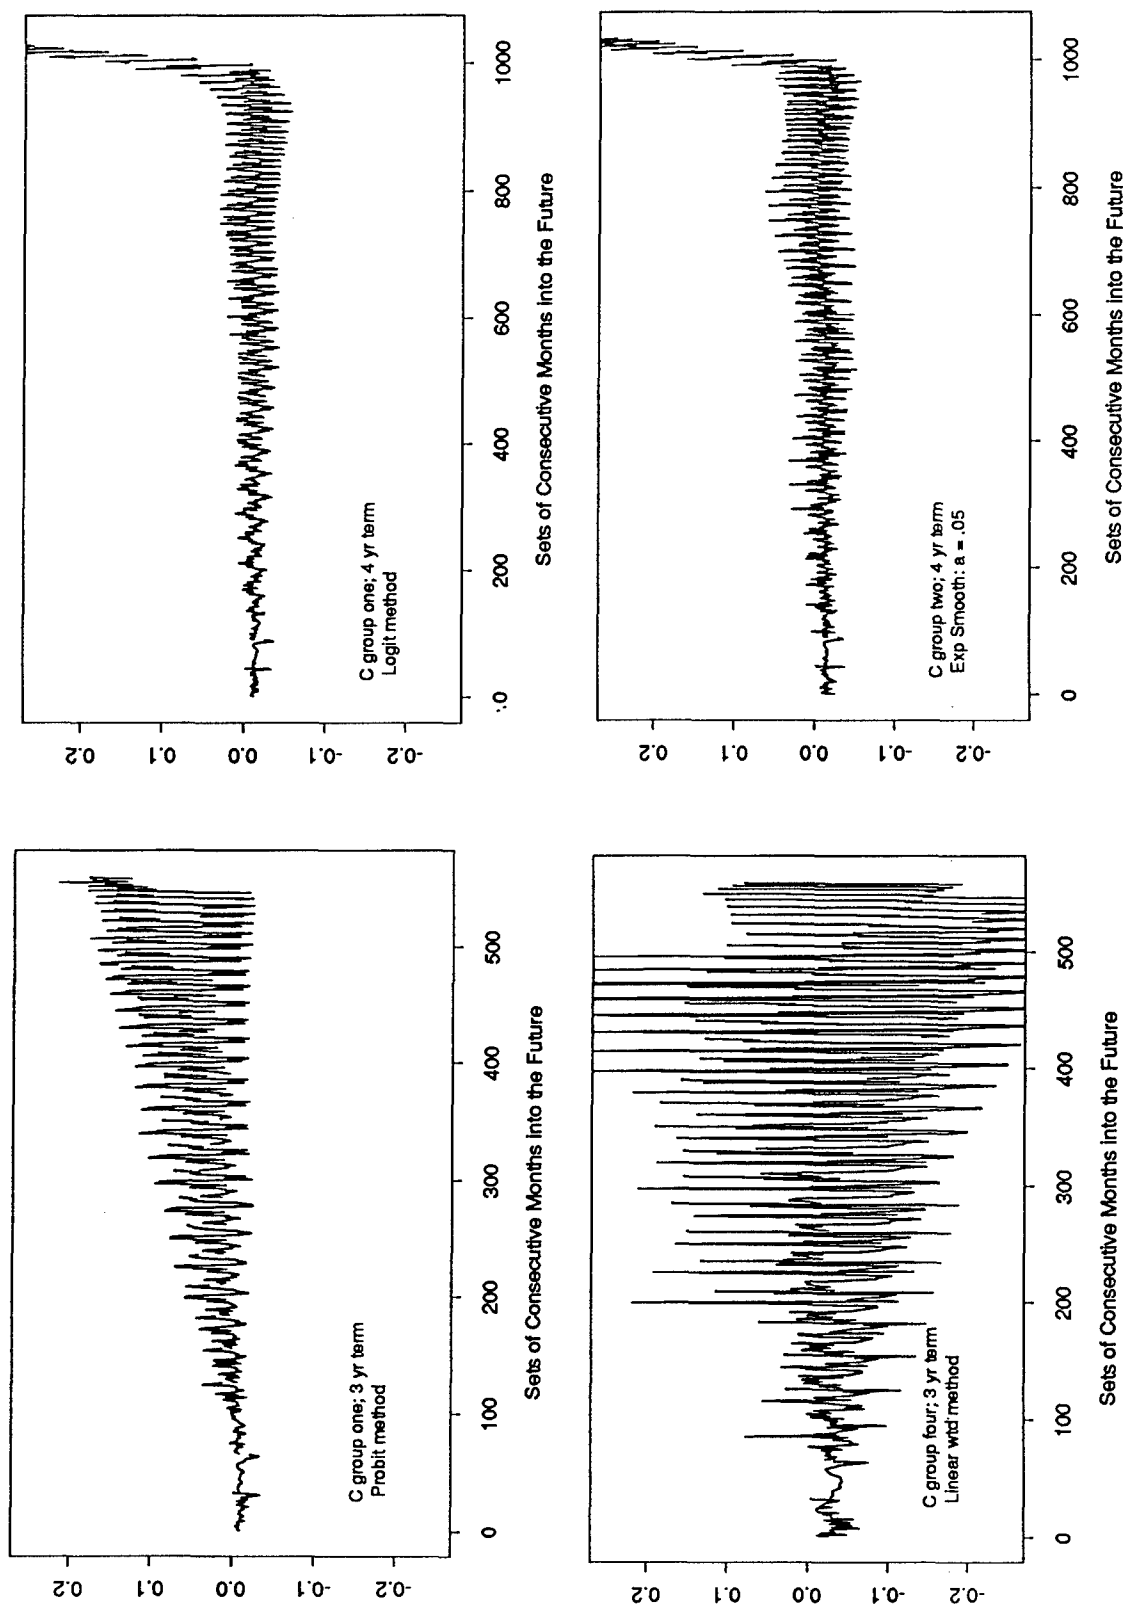 0.2
0.1
0.0
-0.1
-0.2
C group one; 3 yr term
Probit method
0 100 200 300 400 500
Sets of Consecutive Months into the Future
0.2
0.1
0.0
-0.1
-0.2
C group one; 4 yr term
Logit method
0 200 400 600 800 1000
Sets of Consecutive Months into the Future
0.2
0.1
0.0
-0.1
-0.2
C group four; 3 yr term
Linear wtd method
0 100 200 300 400 500
Sets of Consecutive Months into the Future
0.2
0.1
0.0
-0.1
-0.2
C group two; 4 yr term
Exp Smooth: a = .05
0 200 400 600 800 1000
Sets of Consecutive Months into the Future